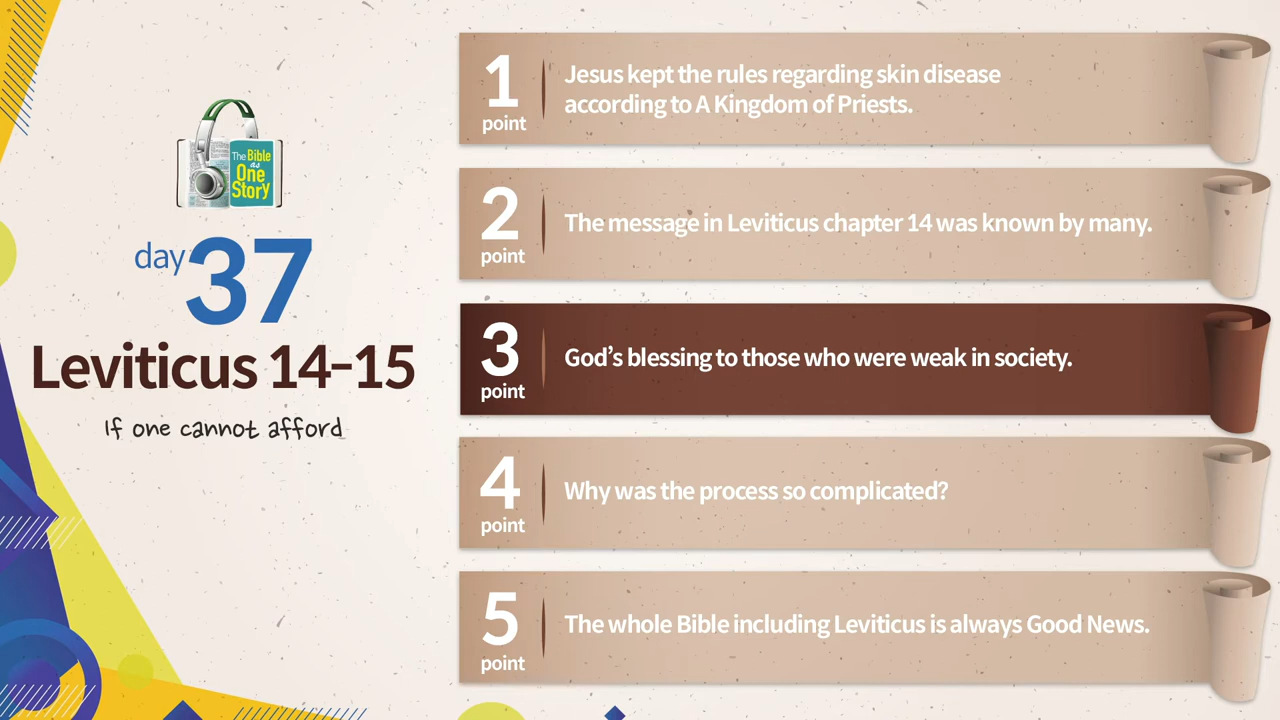 The Bible
as
One
Story
day37
Leviticus 14-15
If one cannot afford
1
point
Jesus kept the rules regarding skin disease
according to A Kingdom of Priests.
2
point
The message in Leviticus chapter 14 was known by many.
3
point
God's blessing to those who were weak in society.
4
point
Why was the process so complicated?
5
point
The whole Bible including Leviticus is always Good News.